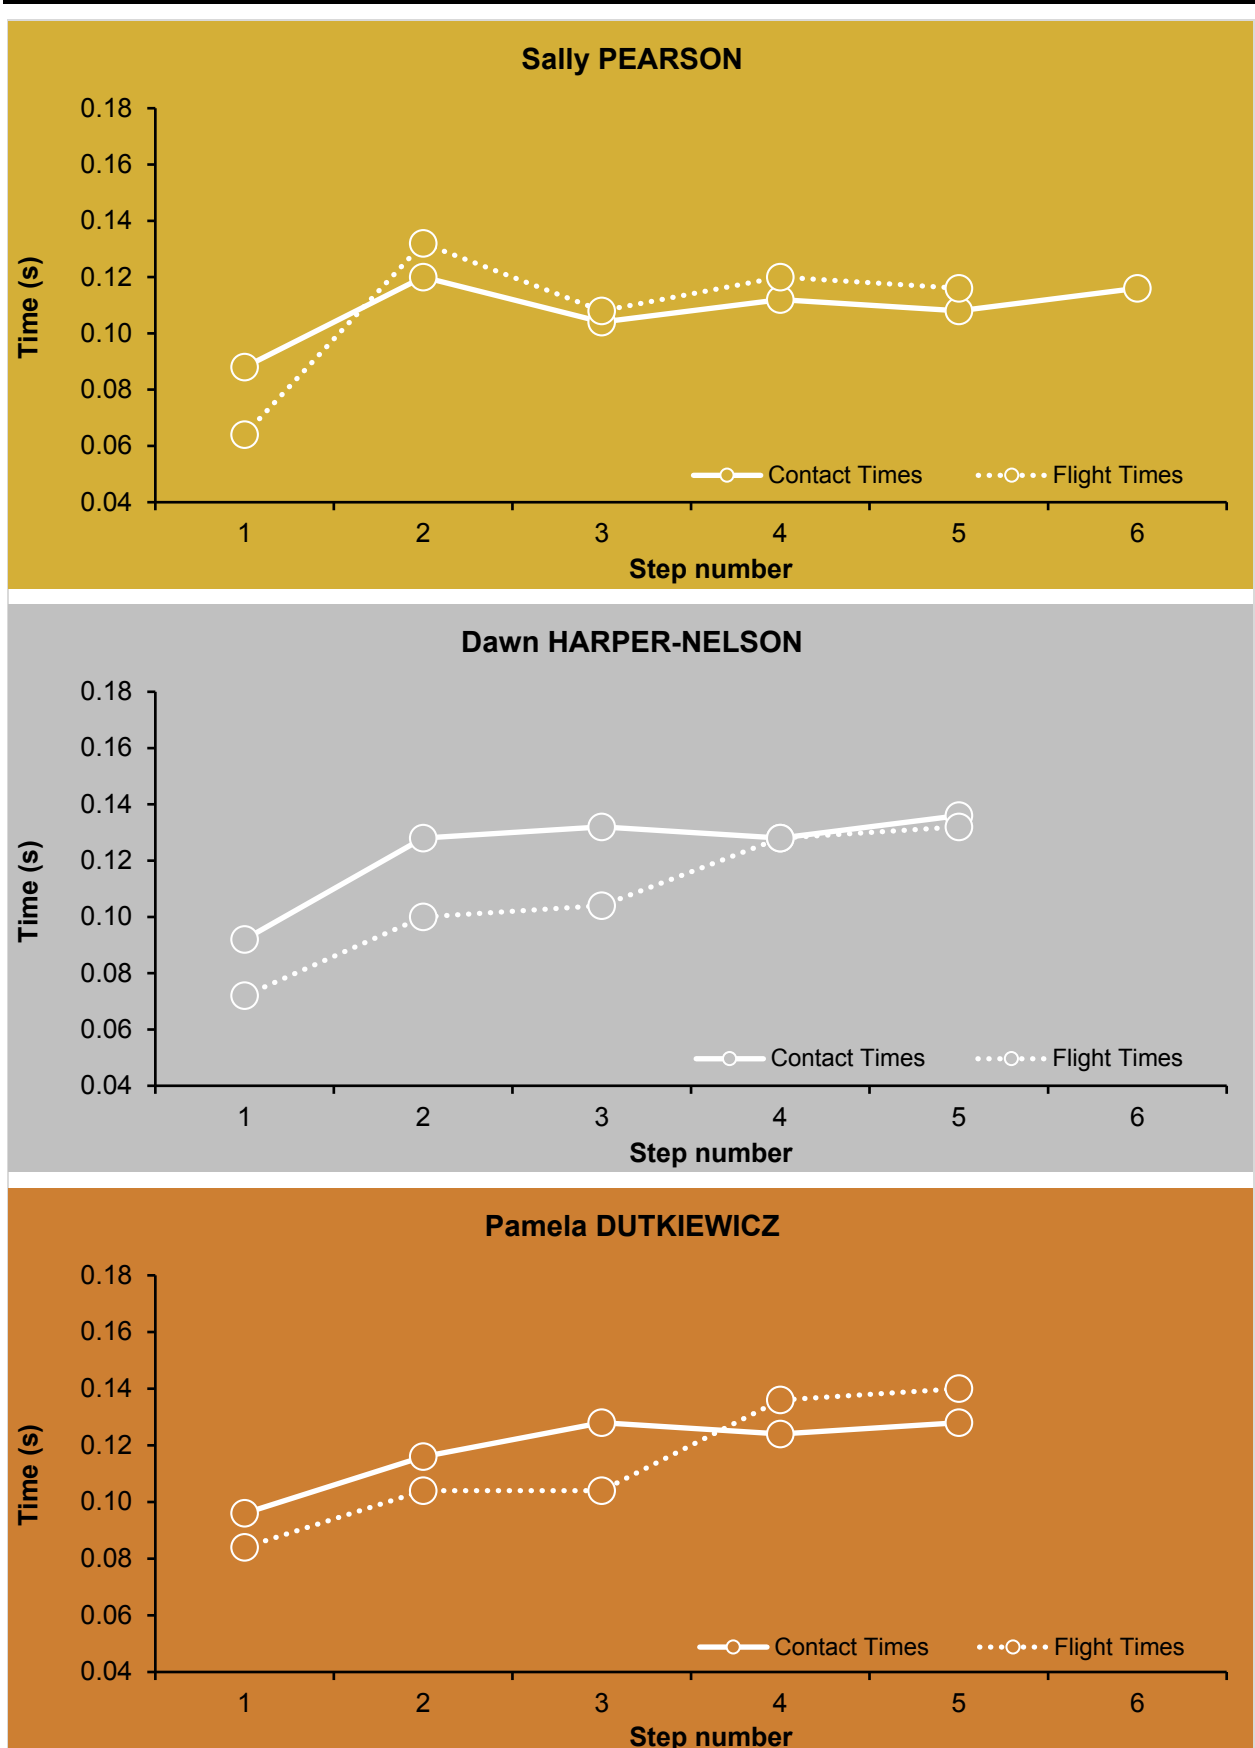 Sally PEARSON
0.18
0.16
0.14
0.12
0.10
0.08
0.06
0.04
Time (s)
Contact Times Flight Times
1 2 3 4 5 6
Step number
Dawn HARPER-NELSON
0.18
0.16
0.14
0.12
0.10
0.08
0.06
0.04
Time (s)
Contact Times Flight Times
1 2 3 4 5 6
Step number
Pamela DUTKIEWICZ
0.18
0.16
0.14
0.12
0.10
0.08
0.06
0.04
Time (s)
Contact Times Flight Times
1 2 3 4 5 6
Step number